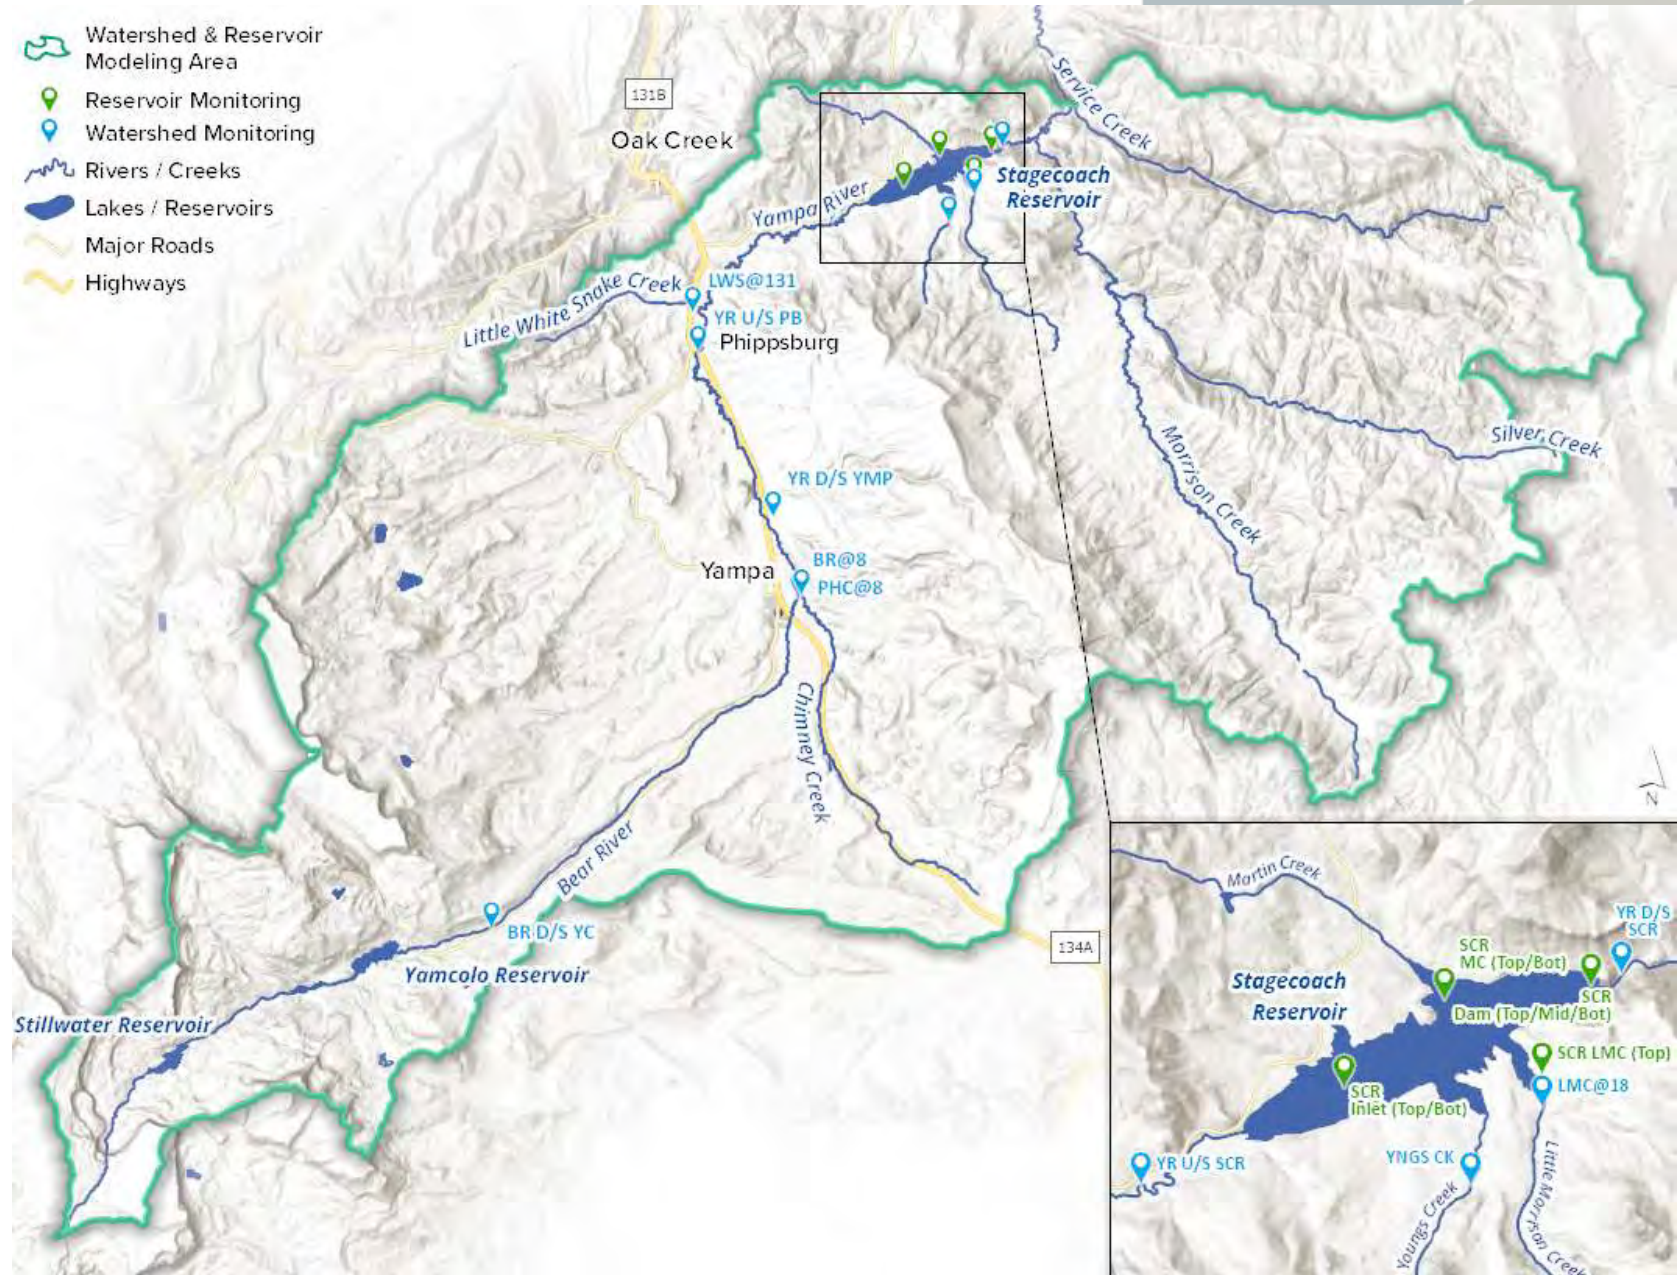 Watershed & Reservoir
Modeling Area
Reservoir Monitoring
Watershed Monitoring
Rivers / Creeks
Lakes / Reservoirs
Major Roads
Highways
131B
Oak Creek
Service Creek
Stagecoach
Reservoir
Yampa River
Little White Snake Creek
LWS@131
YR U/S PB
Phippsburg
Silver Creek
Morrison Creek
YR D/S YMP
Yampa
BR@8
PHC@8
Chimney Creek
Bear River
BR D/S YC
Yamcolo Reservoir
Stillwater Reservoir
134A
N
Martin Creek
YR D/S
SCR
SCR
MC (Top/Bot)
Stagecoach
Reservoir
SCR
Dam (Top/Mid/Bot)
SCR LMC (Top)
LMC@18
SCR
Inlet (Top/Bot)
YR U/S SCR
YNGS CK
Youngs Creek
Little Morrison Creek